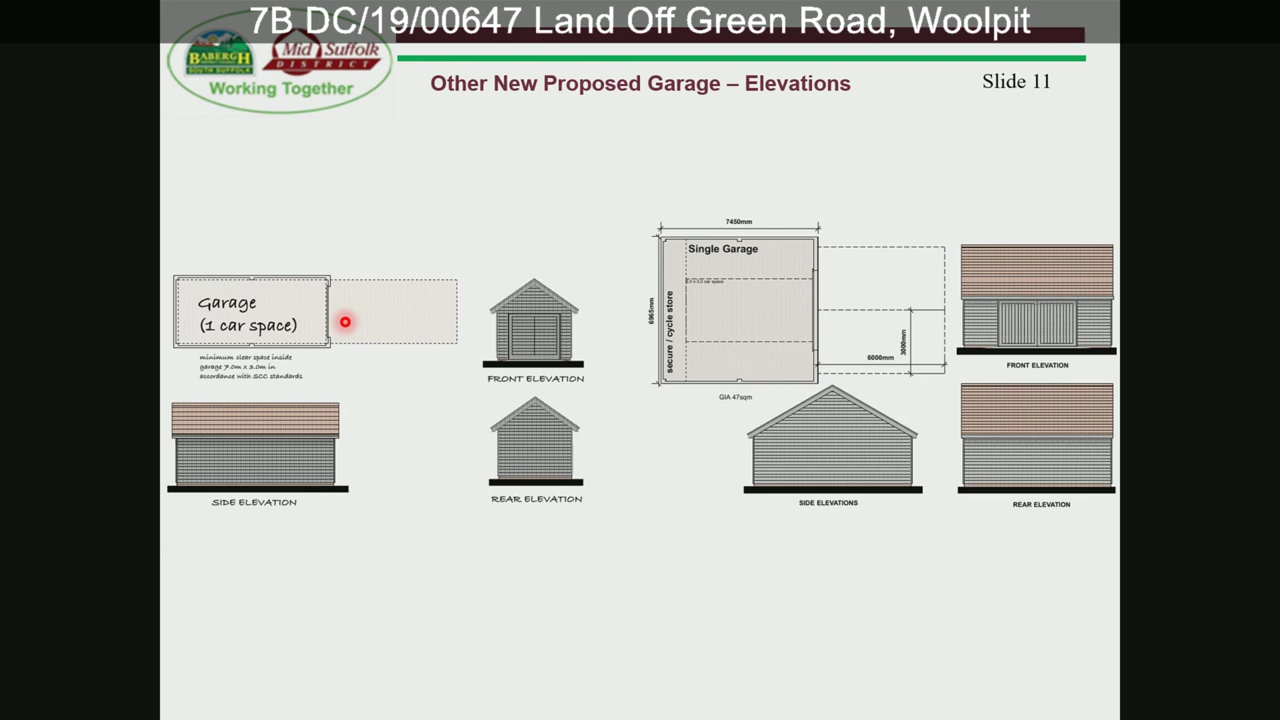 7B DC/19/00647 Land Off Green Road, Woolpit
BABERGH
SOUTH SUFFOLK
Mid Suffolk
DISTRICT
Working Together
Other New Proposed Garage – Elevations
Slide 11
Garage
(1 car space)
minimum clear space inside
garage 7.0m x 3.0m in
accordance with SCC standards
FRONT ELEVATION
SIDE ELEVATION
REAR ELEVATION
7450mm
6965mm
Single Garage
secure / cycle store
6000mm
3000mm
GIA 47sqm
FRONT ELEVATION
SIDE ELEVATIONS
REAR ELEVATION